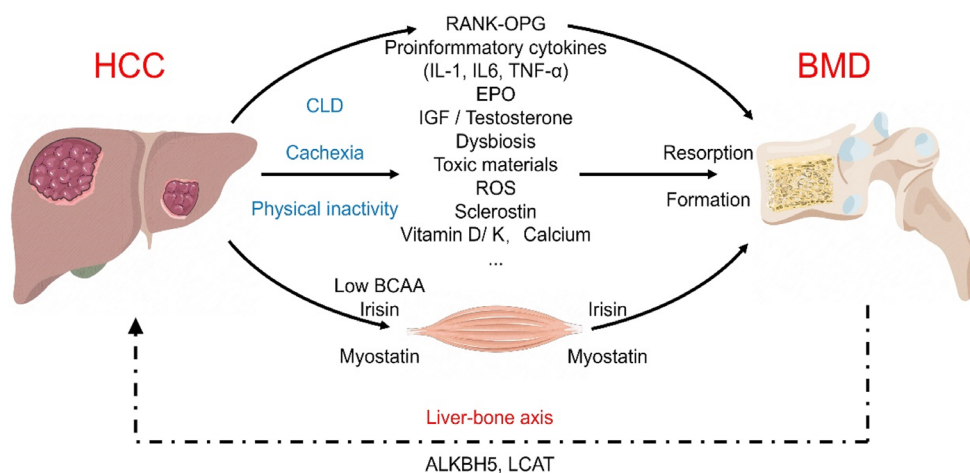 HCC
BMD
RANK-OPG
Proinformmatory cytokines
(IL-1, IL6, TNF-α)
EPO
IGF / Testosterone
Dysbiosis
Toxic materials
ROS
Sclerostin
Vitamin D/ K, Calcium
...
CLD
Cachexia
Physical inactivity
Resorption
Formation
Low BCAA
Irisin
Myostatin
Irisin
Myostatin
Liver-bone axis
ALKBH5, LCAT